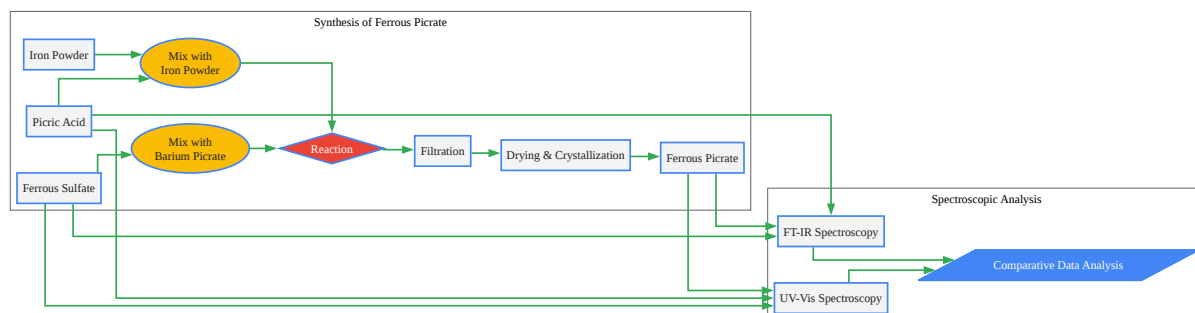 Synthesis of Ferrous Picrate
Iron Powder
Mix with
Iron Powder
Picric Acid
Mix with
Barium Picrate
Reaction
Filtration
Drying & Crystallization
Ferrous Picrate
Ferrous Sulfate
Spectroscopic Analysis
FT-IR Spectroscopy
Comparative Data Analysis
UV-Vis Spectroscopy